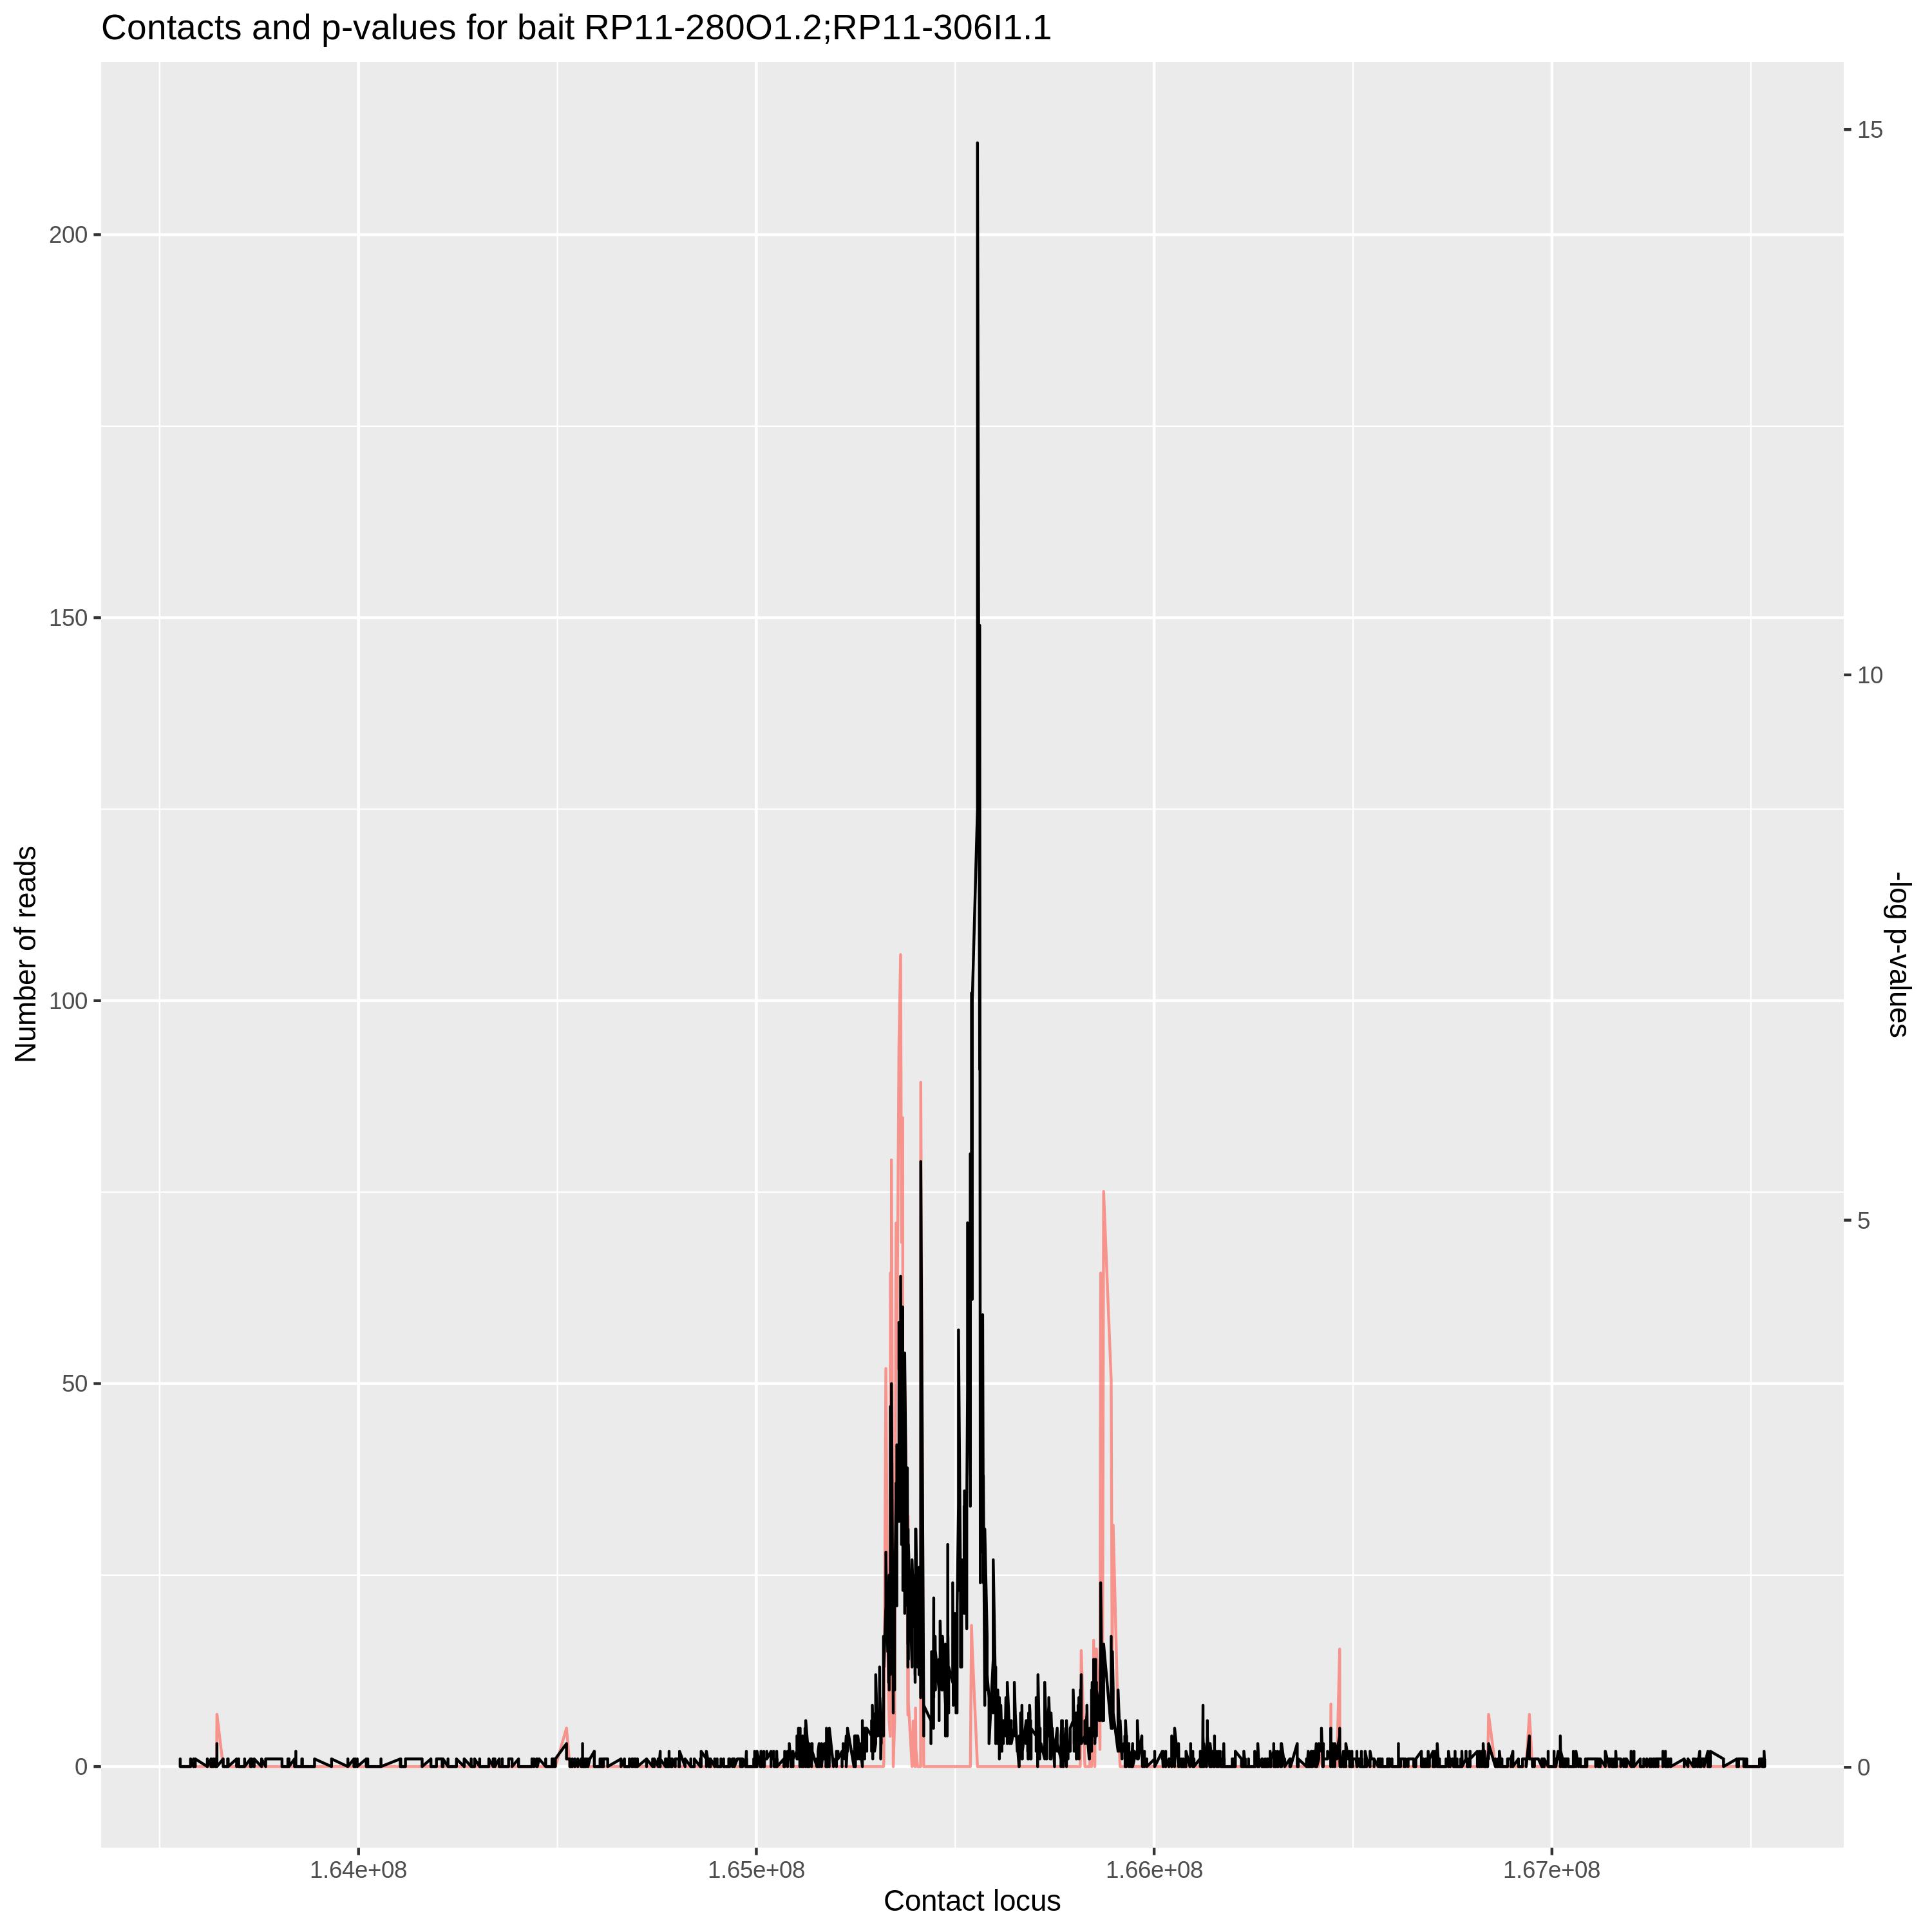 Contacts and p-values for bait RP11-280O1.2;RP11-306I1.1
200
150
100
50
0
Number of reads
15
10
5
0
-log p-values
1.64e+08
1.65e+08
1.66e+08
1.67e+08
Contact locus